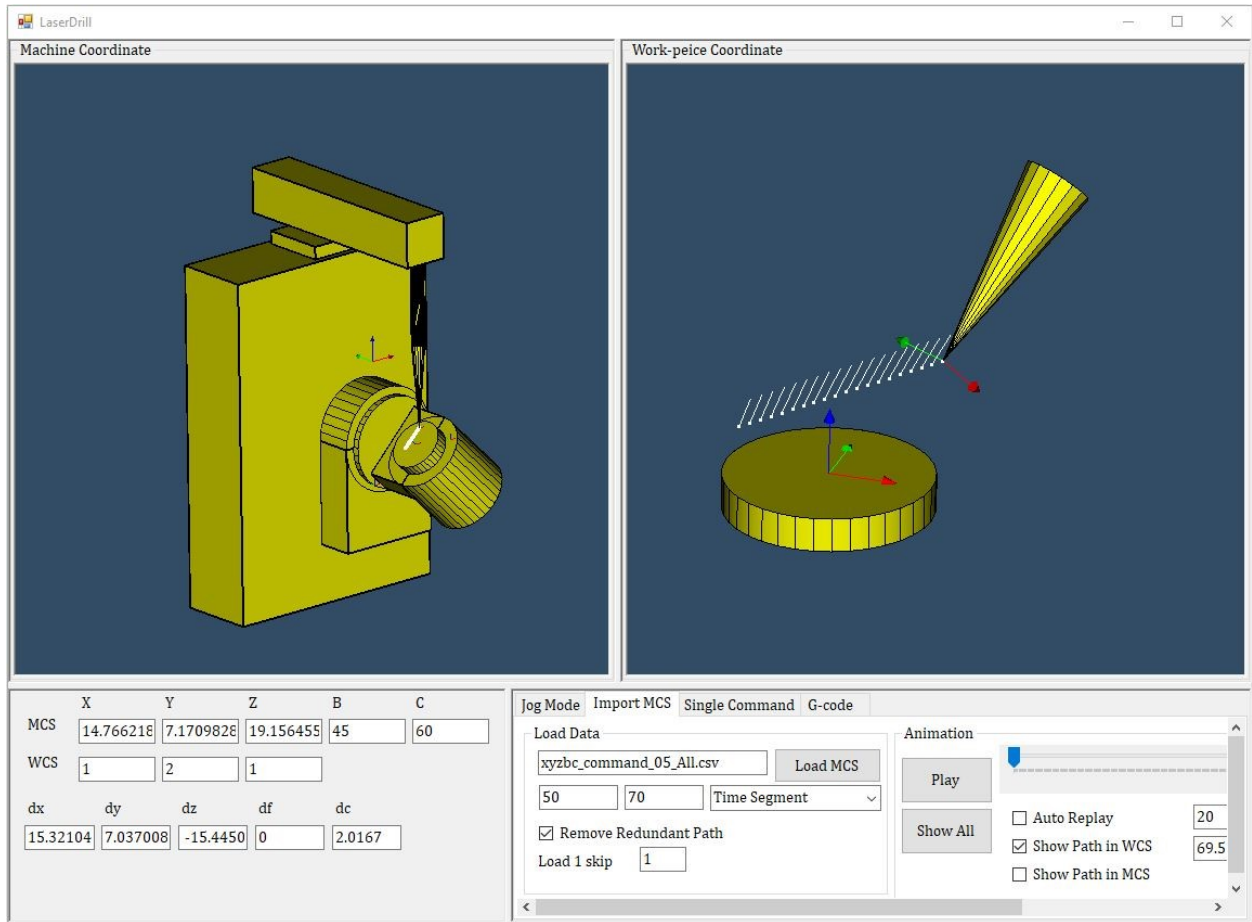 LaserDrill
Machine Coordinate
Work-peice Coordinate
X Y Z B C
MCS 14.766218 7.1709828 19.156455 45 60
WCS 1 2 1
dx dy dz df dc
15.32104 7.037008 -15.4450 0 2.0167
Jog Mode Import MCS Single Command G-code
Load Data
xyzbc_command_05_All.csv Load MCS
50 70 Time Segment
Remove Redundant Path
Load 1 skip 1
Animation
Play
Show All
Auto Replay 20
Show Path in WCS 69.5
Show Path in MCS